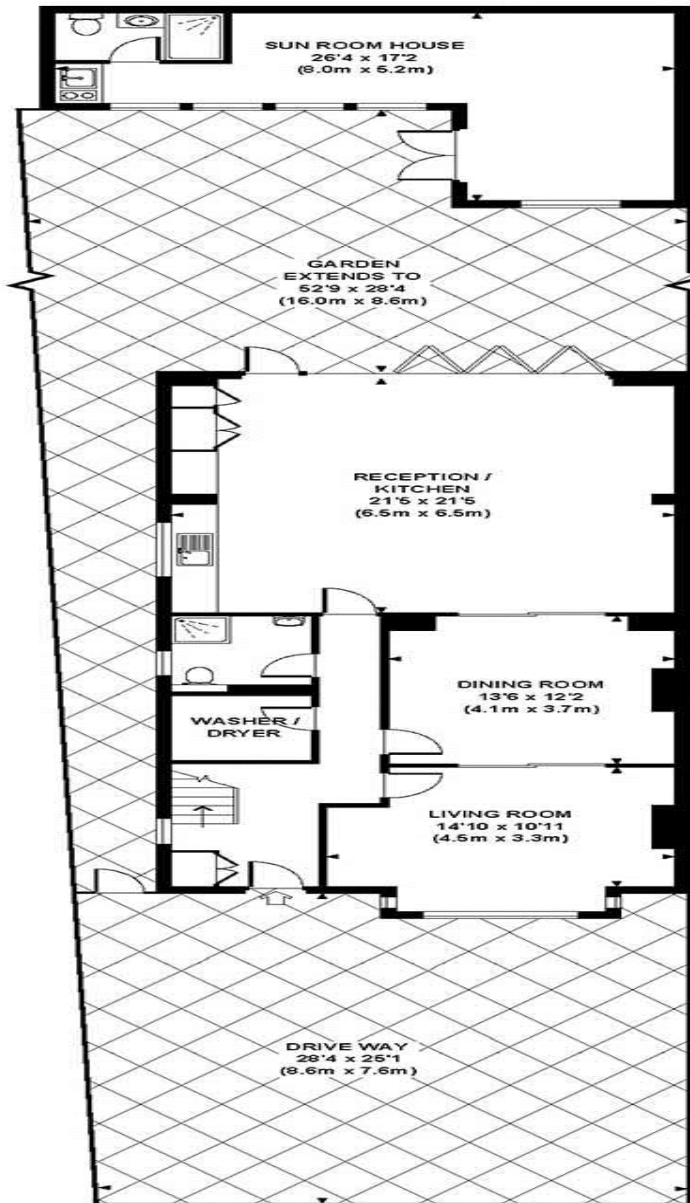 SUN ROOM HOUSE
26'4 x 17'2
(8.0m x 5.2m)
GARDEN
EXTENDS TO
52'9 x 28'4
(16.0m x 8.6m)
RECEPTION /
KITCHEN
21'5 x 21'5
(6.5m x 6.5m)
DINING ROOM
13'6 x 12'2
(4.1m x 3.7m)
WASHER /
DRYER
LIVING ROOM
14'10 x 10'11
(4.5m x 3.3m)
DRIVE WAY
28'4 x 25'1
(8.6m x 7.6m)